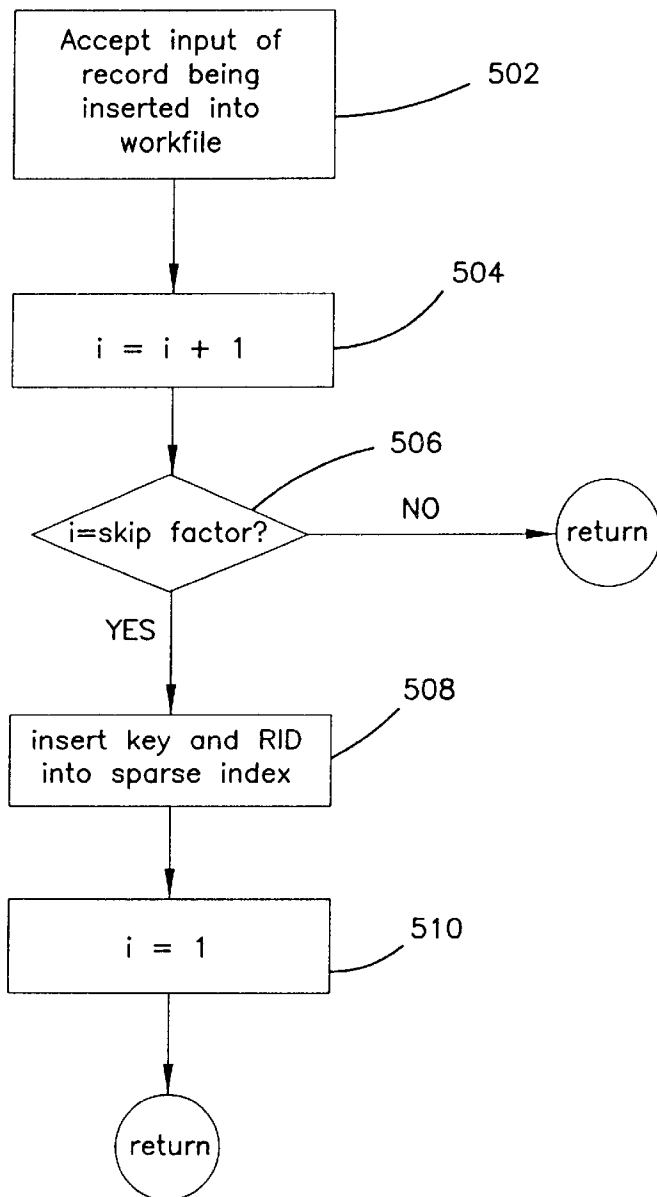 Accept input of
record being
inserted into
workfile
502
504
i = i + 1
506
i=skip factor?
NO
return
YES
508
insert key and RID
into sparse index
510
i = 1
return